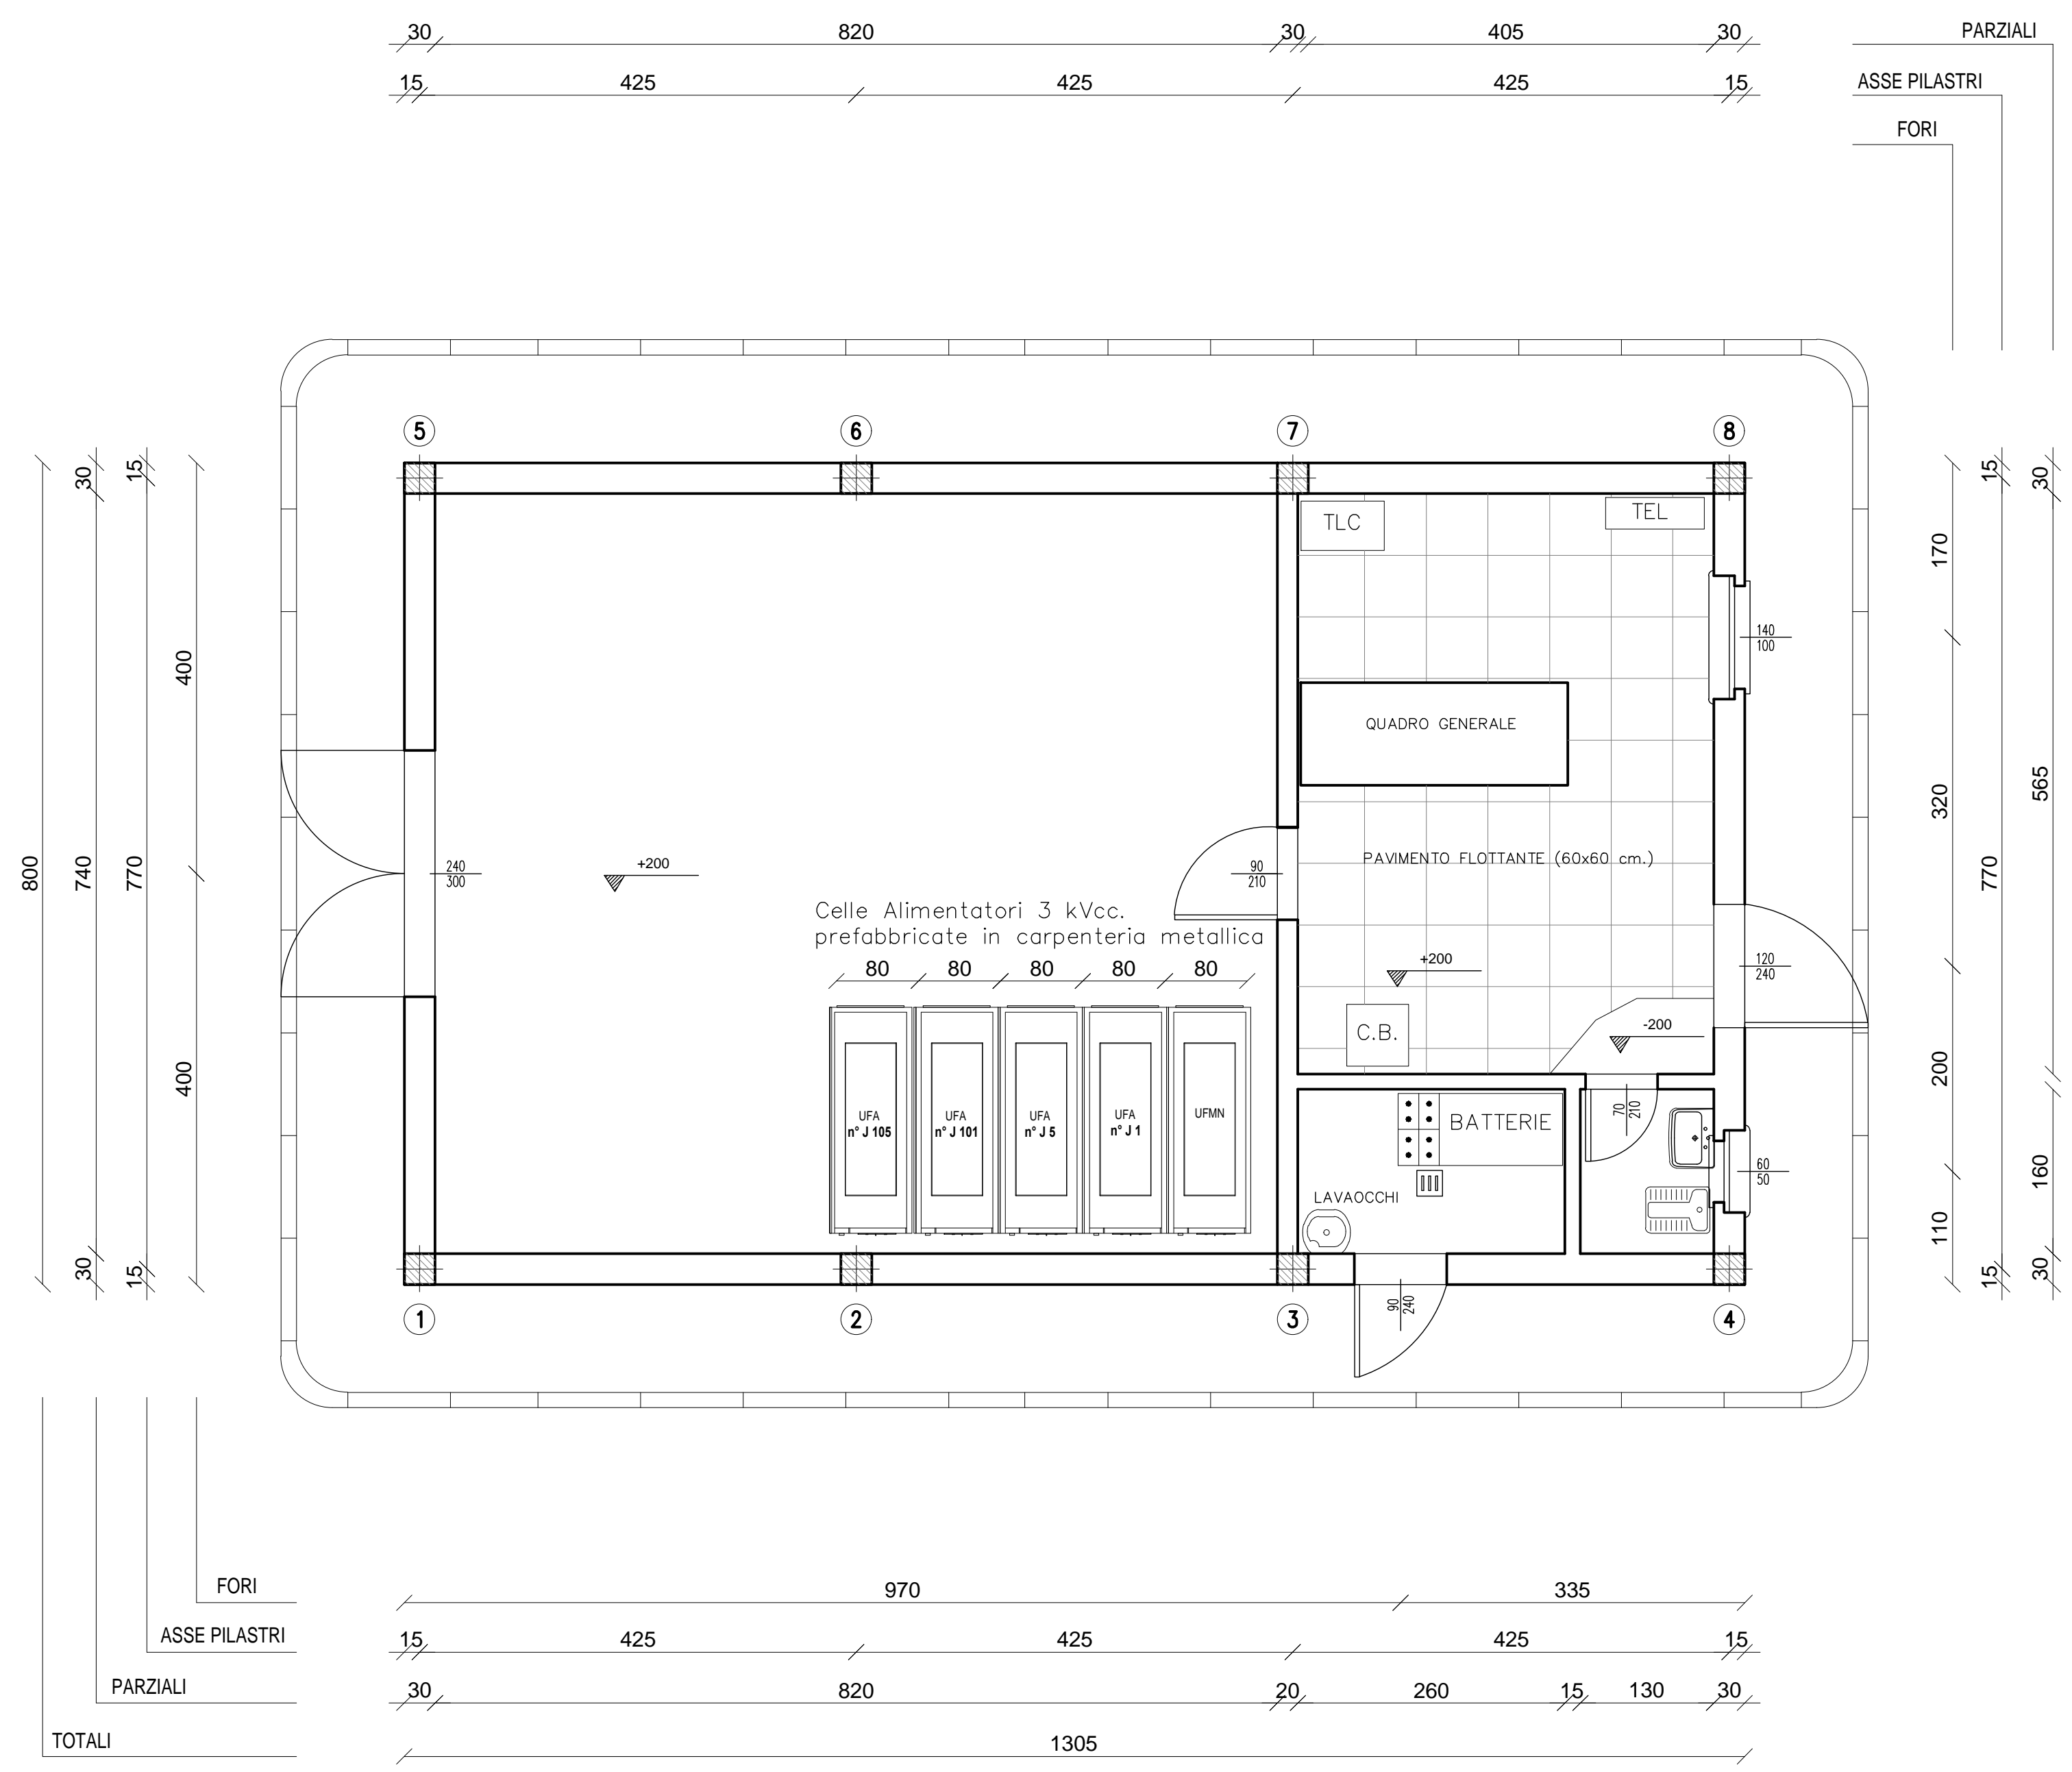 30 820 30 405 30 PARZIALI
15 425 425 425 15 ASSE PILASTRI
FORI
5 6 7 8
30 15 15 30
TLC TEL
170
400
140
100
QUADRO GENERALE
320 565
800 740 770 770
240
300
+200
90
210
PAVIMENTO FLOTTANTE (60x60 cm.)
Celle Alimentatori 3 kVcc.
prefabbricate in carpenteria metallica
80 80 80 80 80
+200
120
240
C.B.
-200
400 200
UFA
n° J 105
UFA
n° J 101
UFA
n° J 5
UFA
n° J 1
UFMN
BATTERIE
70
210
60
50
160
LAVAOCCHI
110
30 15 15 30
90
240
1 2 3 4
FORI 970 335
ASSE PILASTRI 15 425 425 425 15
PARZIALI 30 820 20 260 15 130 30
TOTALI 1305